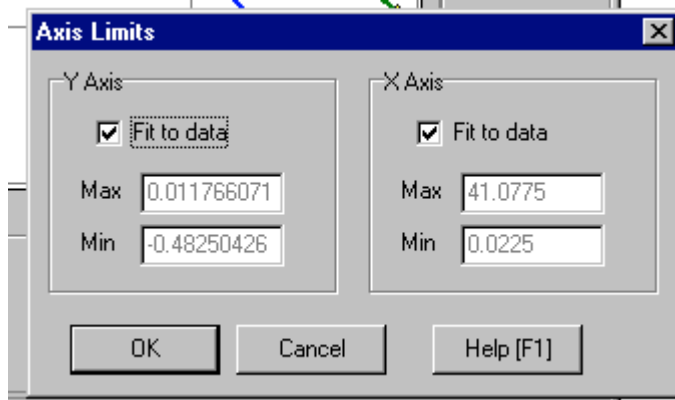 Axis Limits
Y Axis
Fit to data
Max 0.011766071
Min -0.48250426
X Axis
Fit to data
Max 41.0775
Min 0.0225
OK Cancel Help [F1]